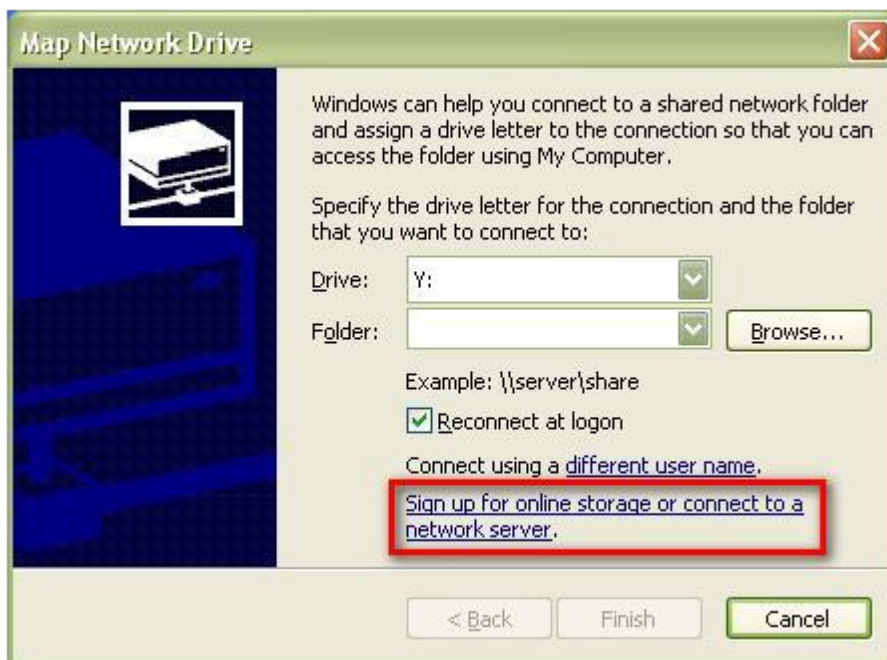 Map Network Drive
Windows can help you connect to a shared network folder
and assign a drive letter to the connection so that you can
access the folder using My Computer.
Specify the drive letter for the connection and the folder
that you want to connect to:
Drive: Y:
Folder: Browse...
Example: \\server\share
Reconnect at logon
Connect using a different user name.
Sign up for online storage or connect to a
network server.
< Back Finish Cancel